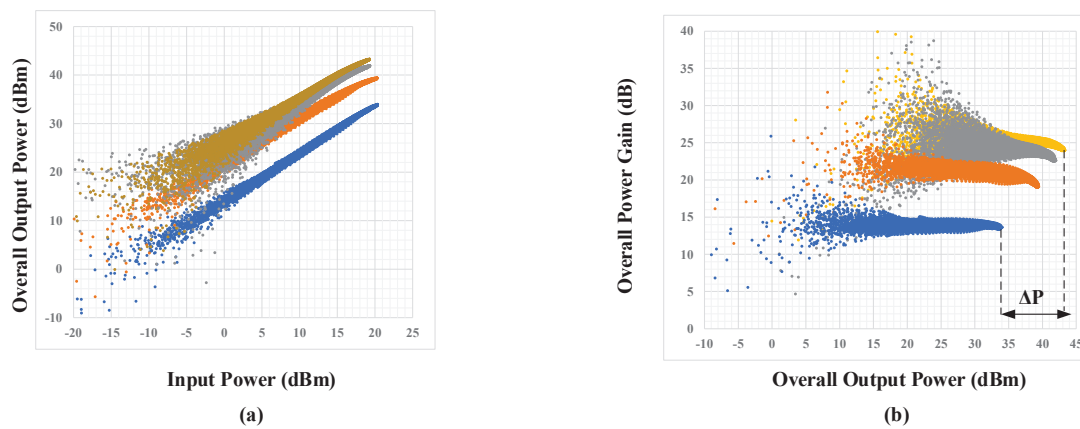 50
40
30
20
10
0
-10
-20 -15 -10 -5 0 5 10 15 20 25
Overall Output Power (dBm)
Input Power (dBm)
(a)
40
35
30
25
20
15
10
5
0
-10 -5 0 5 10 15 20 25 30 35 40 45
Overall Power Gain (dB)
ΔP
Overall Output Power (dBm)
(b)